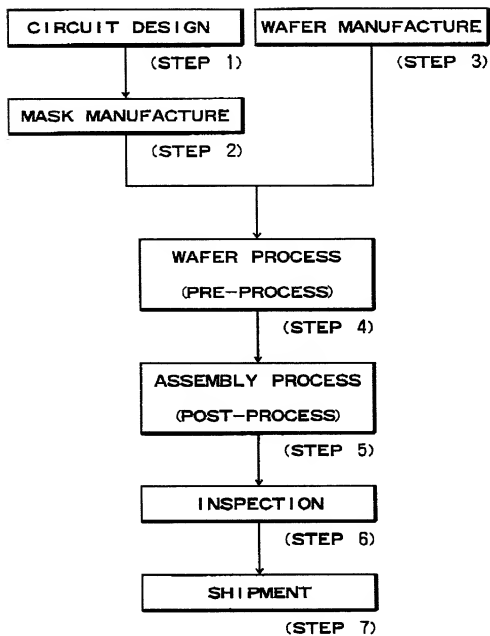 CIRCUIT DESIGN
(STEP 1)
WAFER MANUFACTURE
(STEP 3)
MASK MANUFACTURE
(STEP 2)
WAFER PROCESS
(PRE-PROCESS)
(STEP 4)
ASSEMBLY PROCESS
(POST-PROCESS)
(STEP 5)
INSPECTION
(STEP 6)
SHIPMENT
(STEP 7)